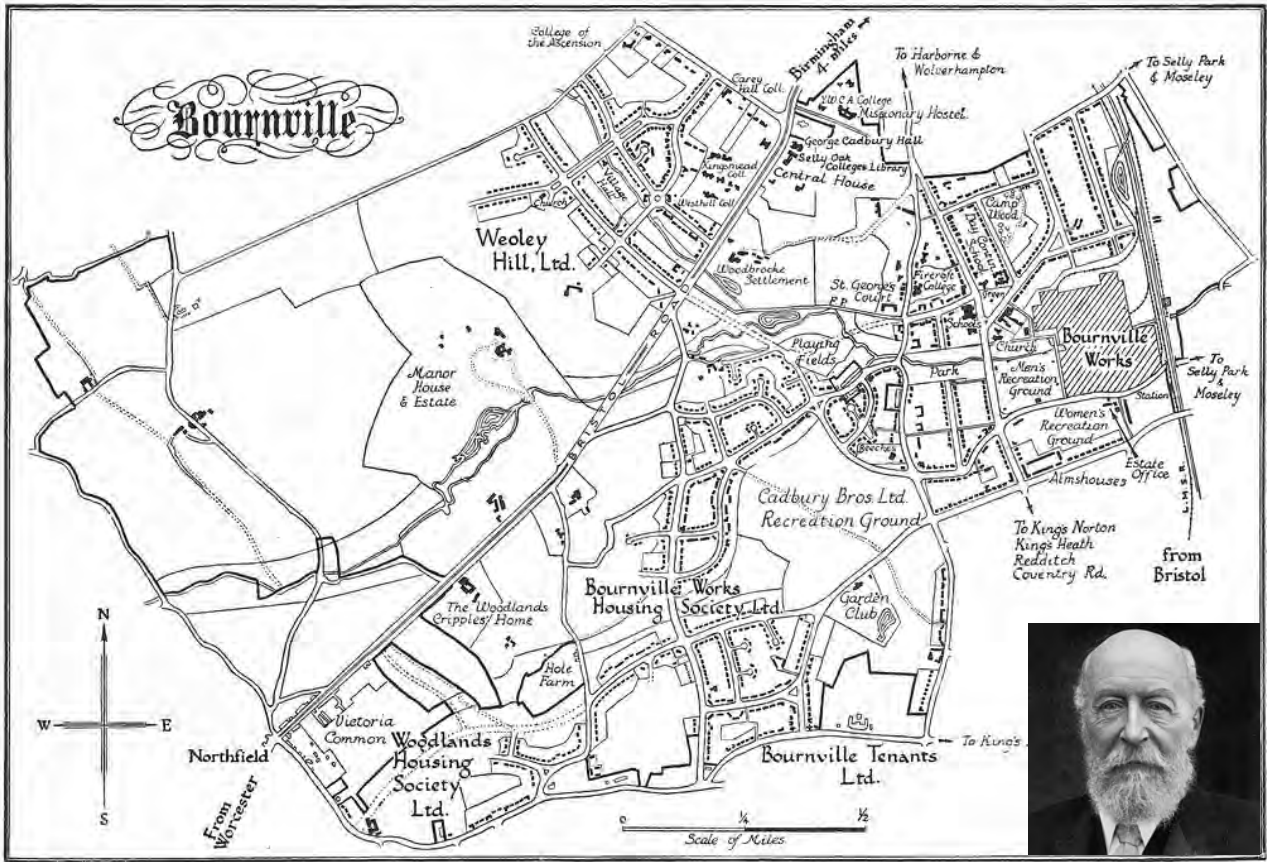 Bournville
College of
the Ascension
Carey
Hall Coll.
Birmingham
4 miles
To Harborne &
Wolverhampton
To Selly Park
& Moseley
Y.W.C.A College
Missionary Hostel.
George Cadbury Hall
Selly Oak
Colleges Library
Central House
Kingsmead
Coll.
Village
Hall
Church
Westhill Coll.
Weoley
Hill, Ltd.
Woodbrooke
Settlement
St. George's
Court
F.P.
Fircroft
College
Day Contin
School
Camp
Wood
Green
Schools
Church
Bournville
Works
Playing
Fields
Park
Men's
Recreation
Ground
Station
To
Selly Park
&
Moseley
Women's
Recreation
Ground
Estate
Office
Almshouses
Beeches
L.M.S.R.
from
Bristol
To King's Norton
King's Heath
Redditch
Coventry Rd.
Manor
House
& Estate
BRISTOL ROAD
Cadbury Bros. Ltd.
Recreation Ground
Bournville Works
Housing Society Ltd.
Garden
Club
The Woodlands
Cripples' Home
Hole
Farm
N
W
E
S
Victoria
Common
Northfield
From
Worcester
Woodlands
Housing
Society
Ltd.
Bournville Tenants
Ltd.
To King's
0 ¼ ½
Scale of Miles